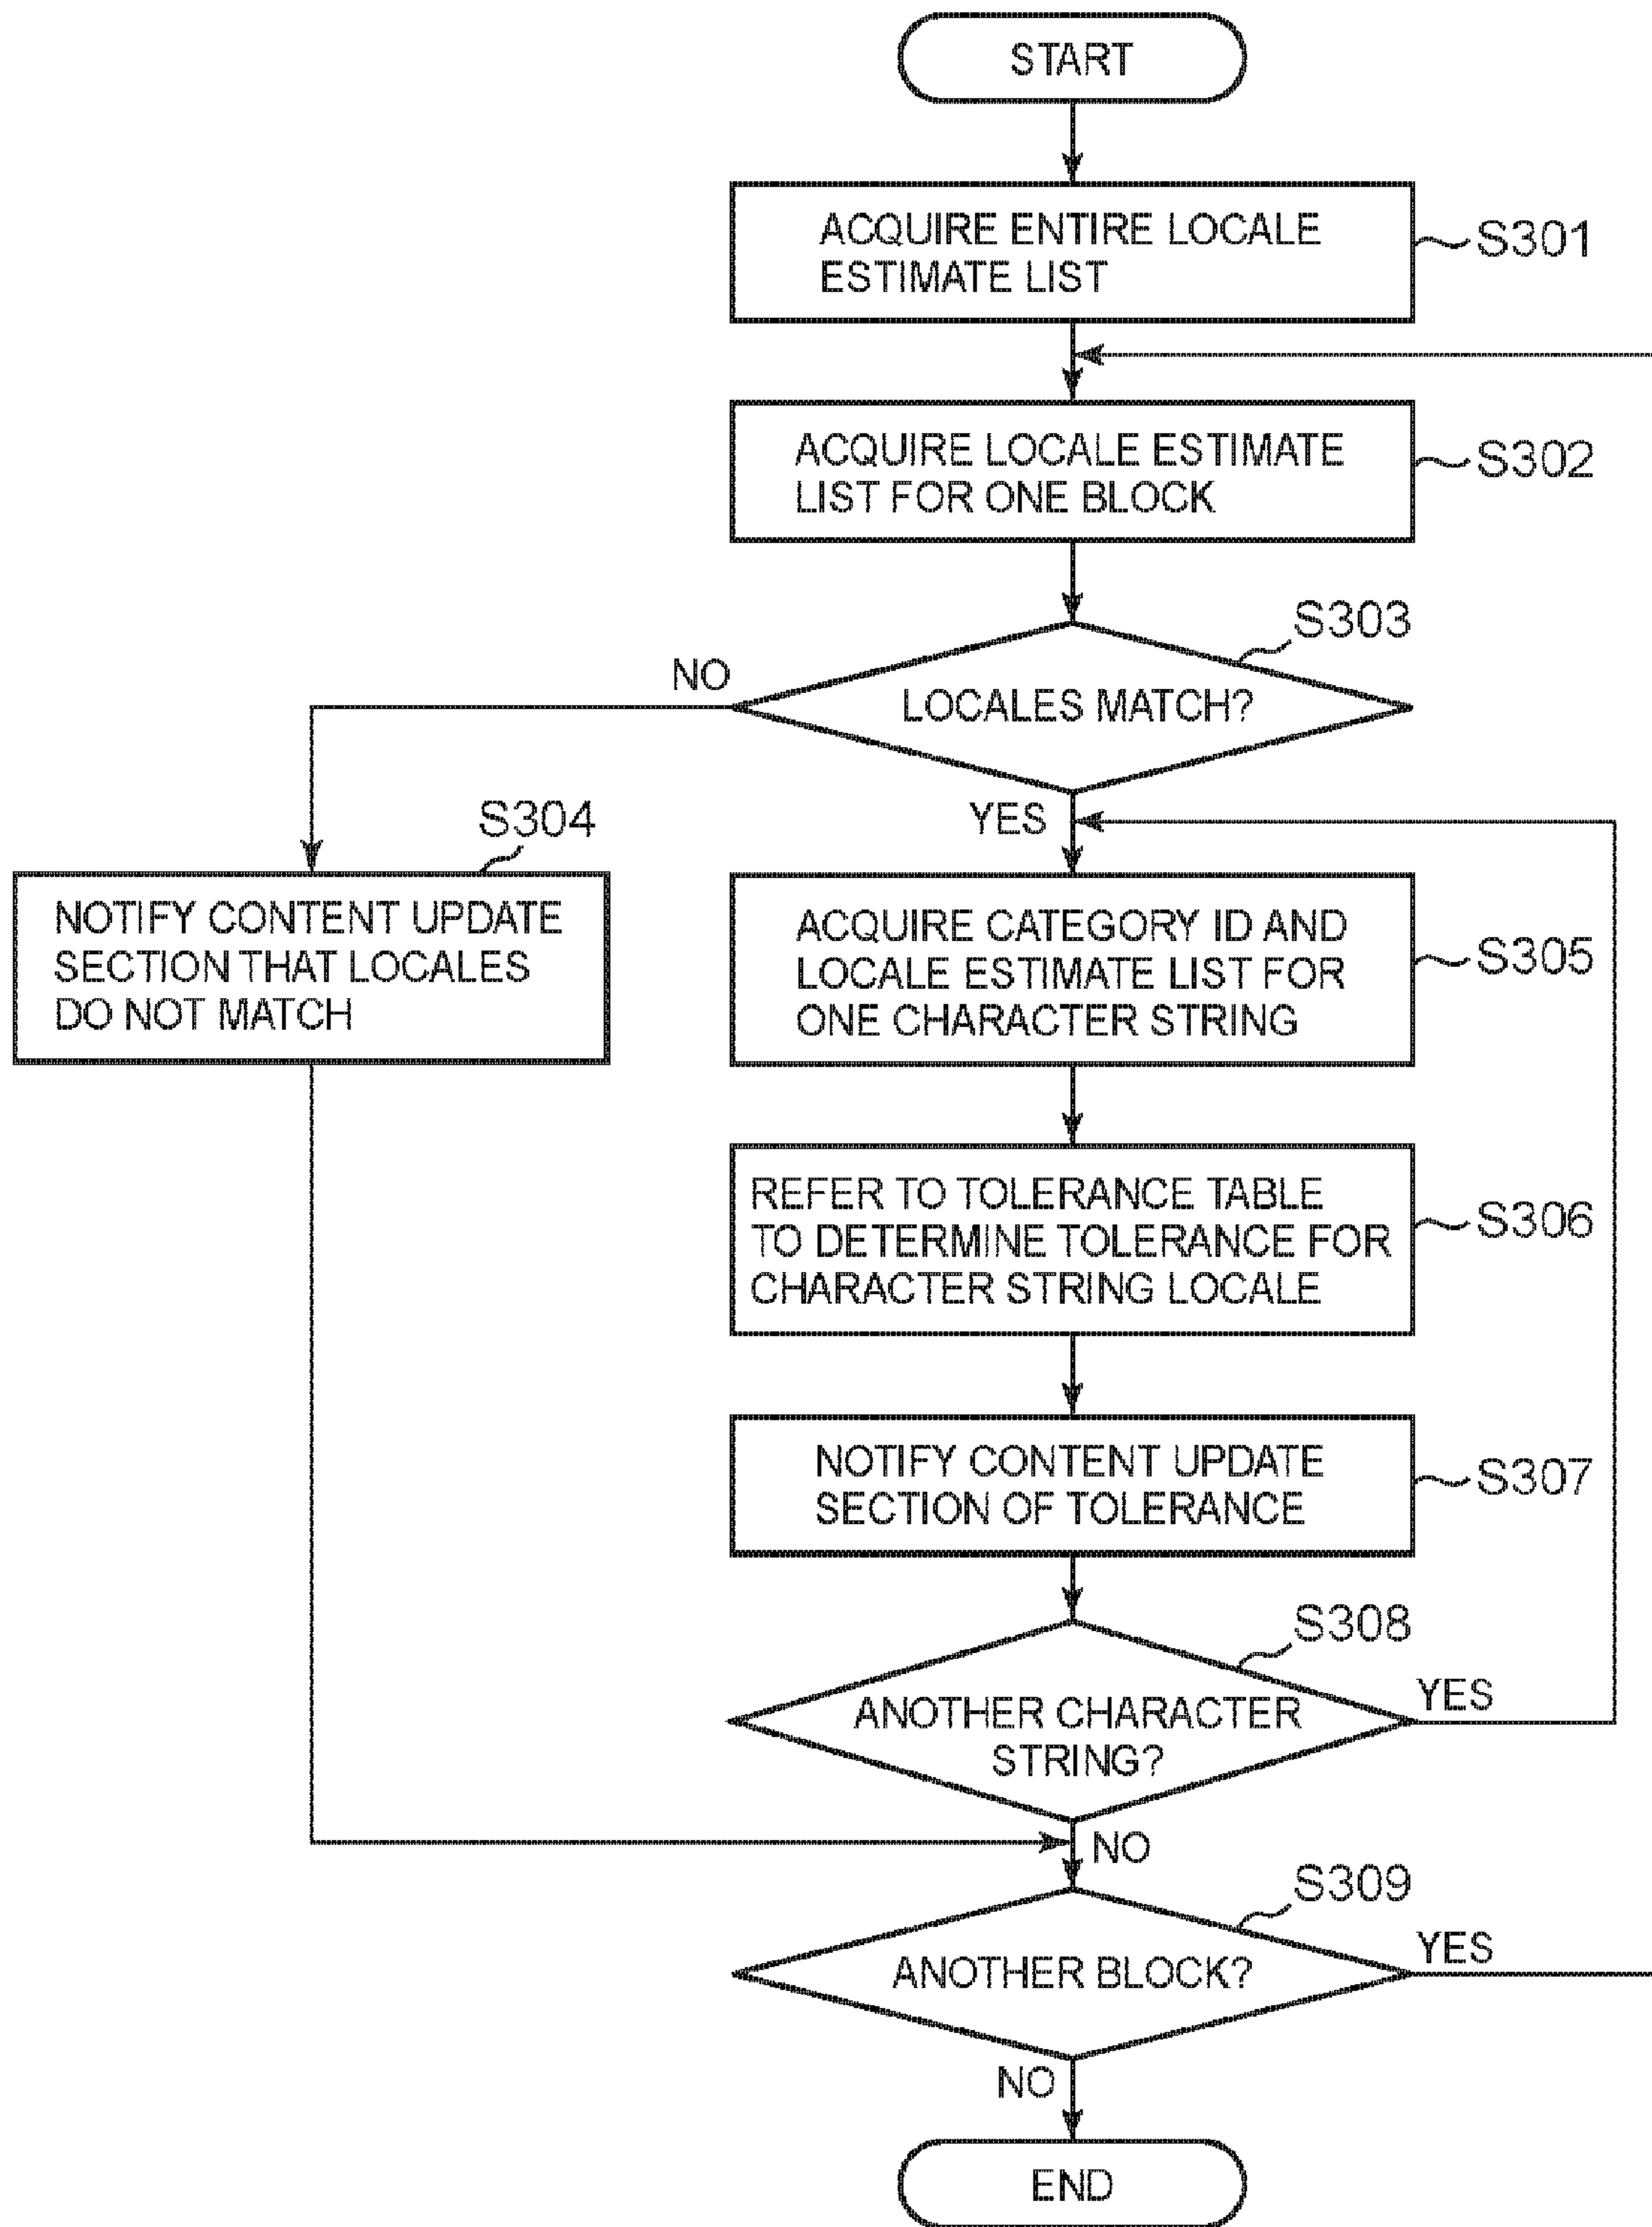 START
ACQUIRE ENTIRE LOCALE
ESTIMATE LIST
S301
ACQUIRE LOCALE ESTIMATE
LIST FOR ONE BLOCK
S302
S303
NO
LOCALES MATCH?
YES
S304
NOTIFY CONTENT UPDATE
SECTION THAT LOCALES
DO NOT MATCH
ACQUIRE CATEGORY ID AND
LOCALE ESTIMATE LIST FOR
ONE CHARACTER STRING
S305
REFER TO TOLERANCE TABLE
TO DETERMINE TOLERANCE FOR
CHARACTER STRING LOCALE
S306
NOTIFY CONTENT UPDATE
SECTION OF TOLERANCE
S307
S308
ANOTHER CHARACTER
STRING?
YES
NO
S309
ANOTHER BLOCK?
YES
NO
END